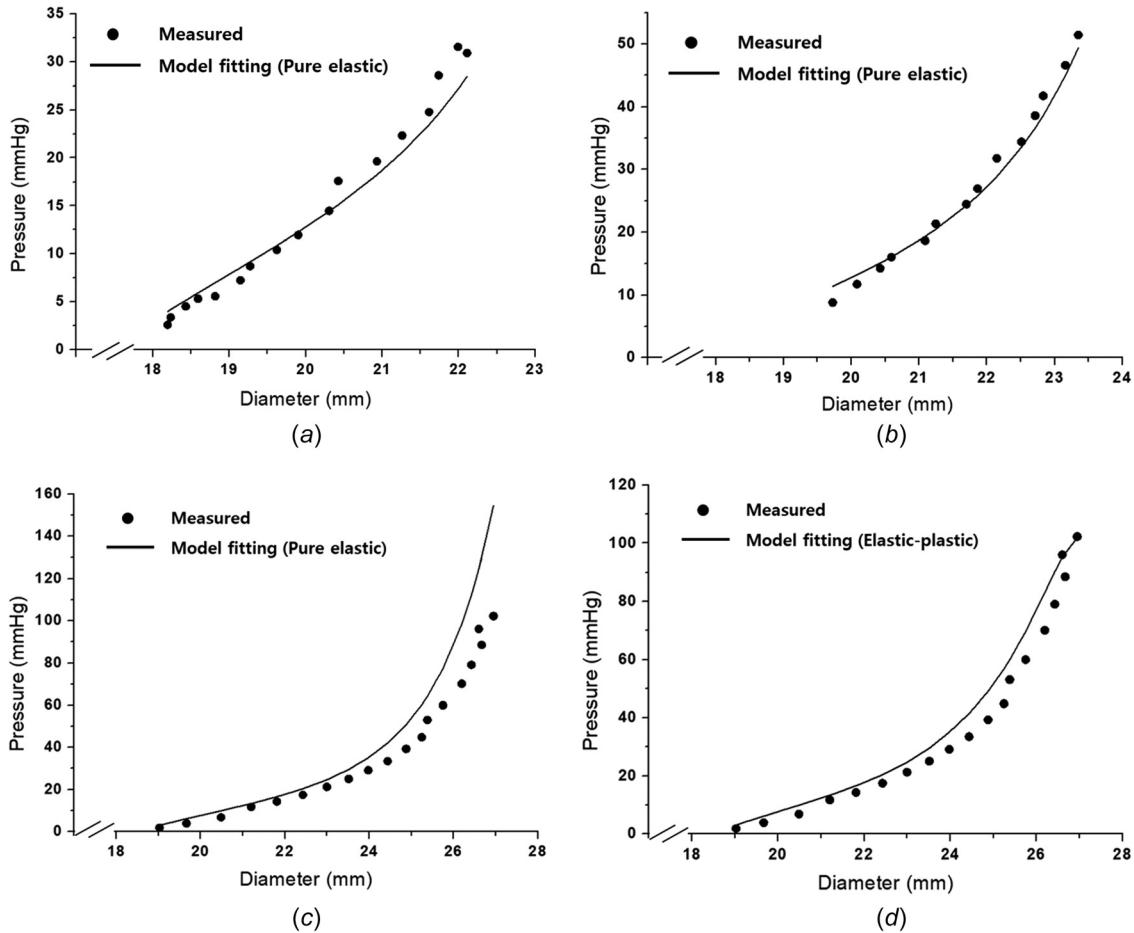 35
30
25
20
15
10
5
0
Pressure (mmHg)
Measured
Model fitting (Pure elastic)
18 19 20 21 22 23
Diameter (mm)
(a)
50
40
30
20
10
0
Pressure (mmHg)
Measured
Model fitting (Pure elastic)
18 19 20 21 22 23 24
Diameter (mm)
(b)
160
140
120
100
80
60
40
20
0
Pressure (mmHg)
Measured
Model fitting (Pure elastic)
18 20 22 24 26 28
Diameter (mm)
(c)
120
100
80
60
40
20
0
Pressure (mmHg)
Measured
Model fitting (Elastic-plastic)
18 20 22 24 26 28
Diameter (mm)
(d)